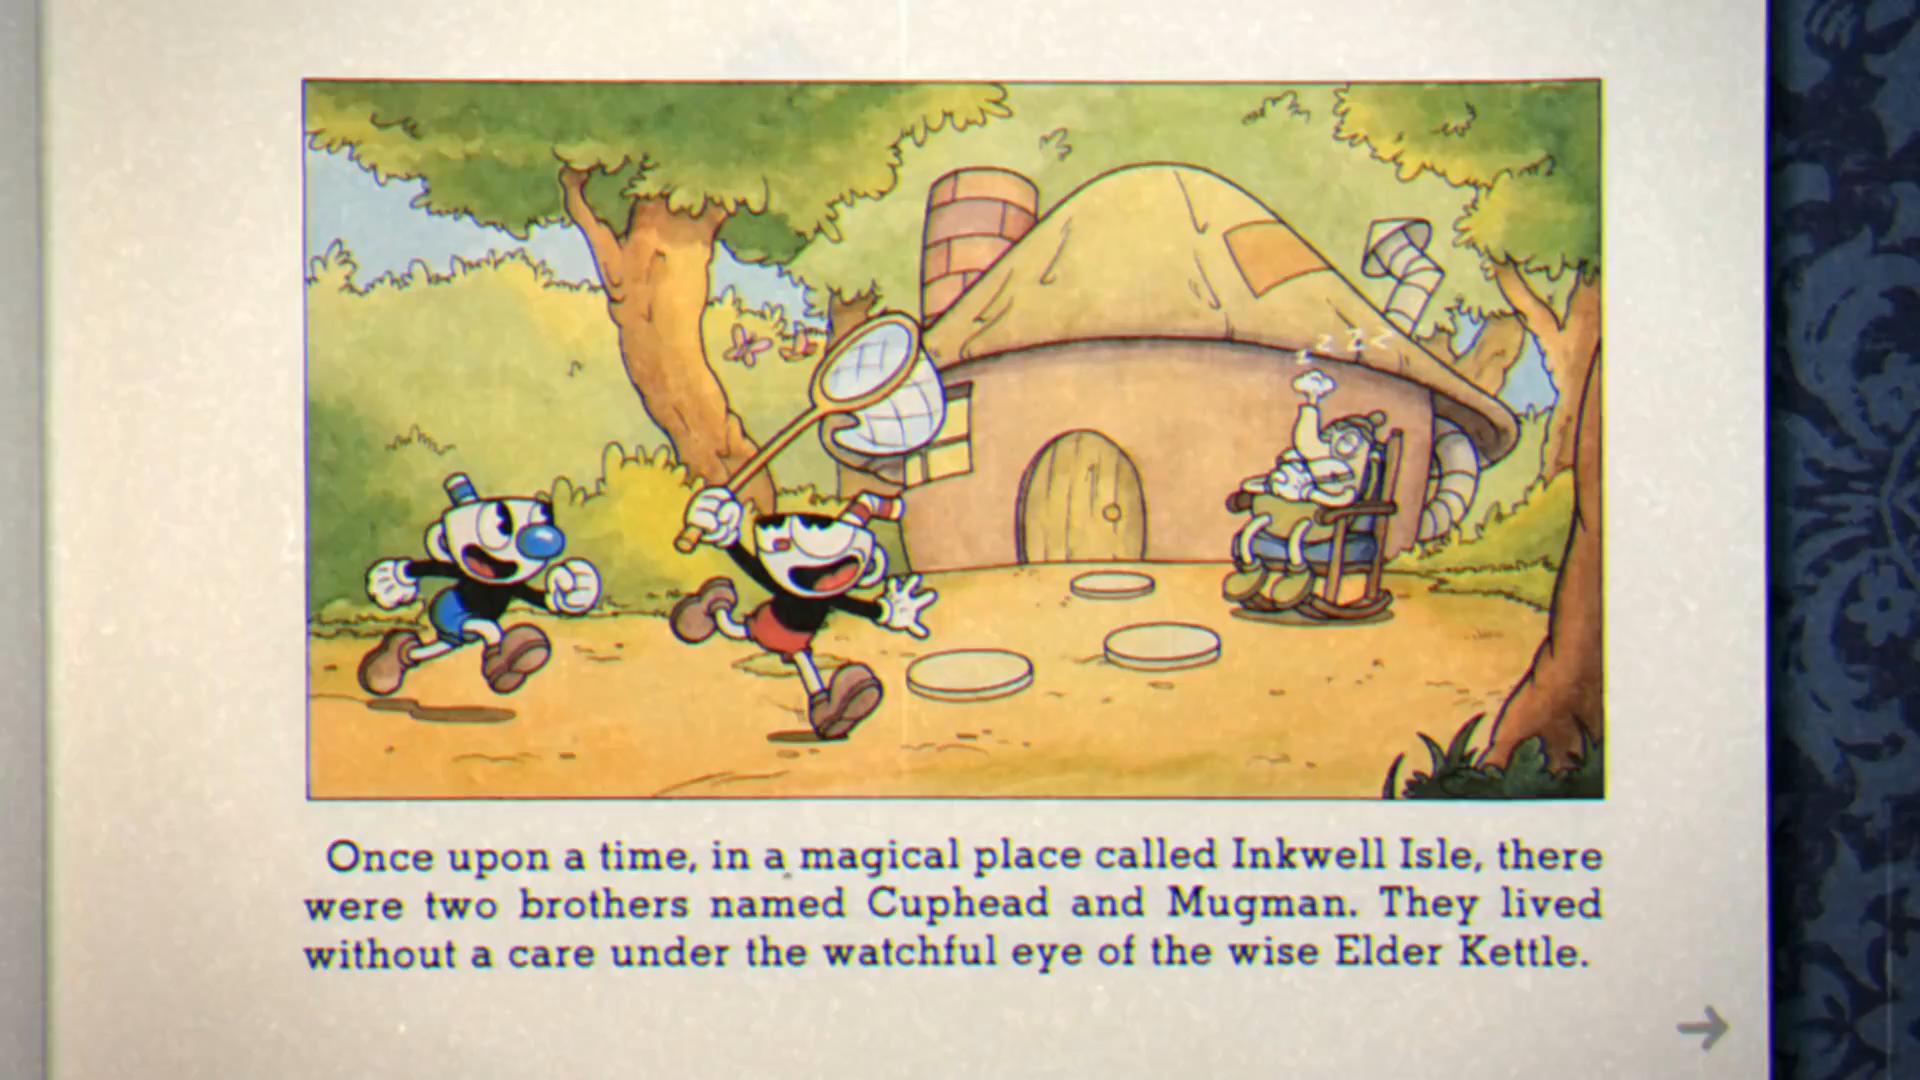 z z z z
Once upon a time, in a magical place called Inkwell Isle, there
were two brothers named Cuphead and Mugman. They lived
without a care under the watchful eye of the wise Elder Kettle.